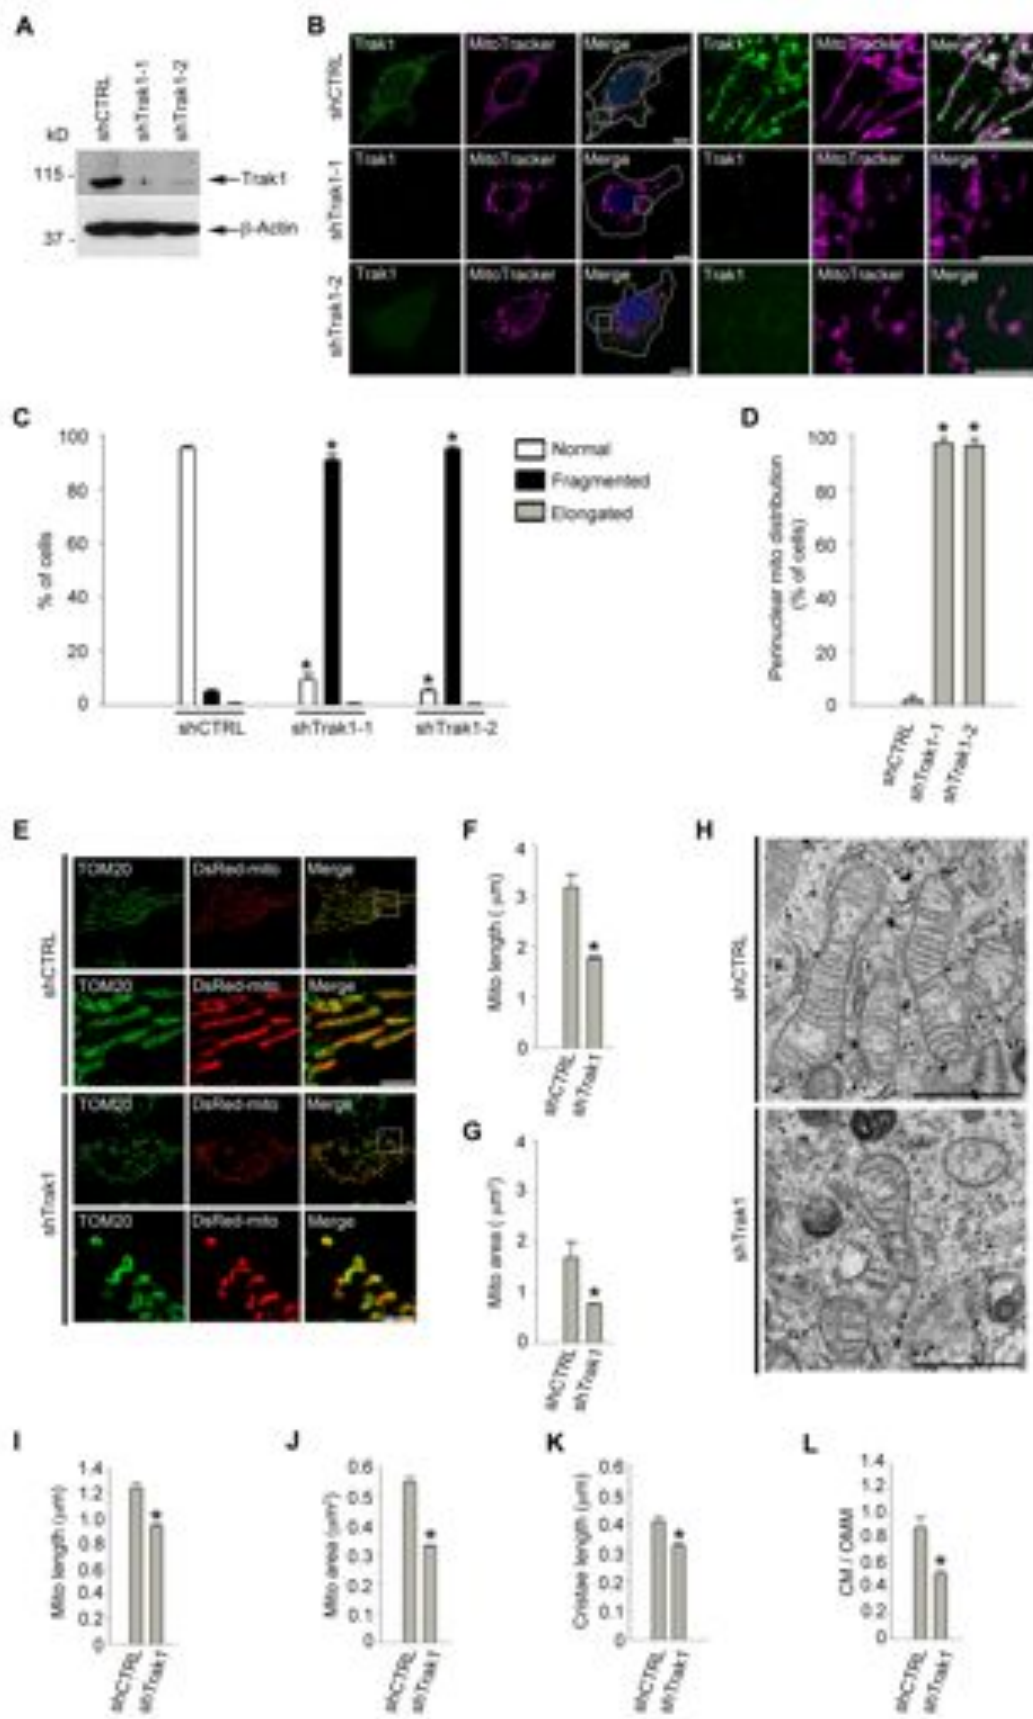 A
kD
shCTRL
shTrak1-1
shTrak1-2
115 -
Trak1
37 -
β-Actin
B
shCTRL
Trak1 MitoTracker Merge Trak1 MitoTracker Merge
shTrak1-1
Trak1 MitoTracker Merge Trak1 MitoTracker Merge
shTrak1-2
Trak1 MitoTracker Merge Trak1 MitoTracker Merge
C
% of cells
100
80
60
40
20
0
* *
* *
shCTRL shTrak1-1 shTrak1-2
Normal
Fragmented
Elongated
D
Perinuclear mito distribution
(% of cells)
100
80
60
40
20
0
* *
shCTRL
shTrak1-1
shTrak1-2
E
shCTRL
TOM20 DsRed-mito Merge
TOM20 DsRed-mito Merge
shTrak1
TOM20 DsRed-mito Merge
TOM20 DsRed-mito Merge
F
Mito length ( μm)
4
3
2
1
0
*
shCTRL
shTrak1
G
Mito area ( μm²)
4
3
2
1
0
*
shCTRL
shTrak1
H
shCTRL
shTrak1
I
Mito length (μm)
1.4
1.2
1.0
0.8
0.6
0.4
0.2
0
*
shCTRL
shTrak1
J
Mito area (μm²)
0.6
0.5
0.4
0.3
0.2
0.1
0
*
shCTRL
shTrak1
K
Cristae length (μm)
0.6
0.5
0.4
0.3
0.2
0.1
0
*
shCTRL
shTrak1
L
CM / OMM
1.4
1.2
1.0
0.8
0.6
0.4
0.2
0
*
shCTRL
shTrak1